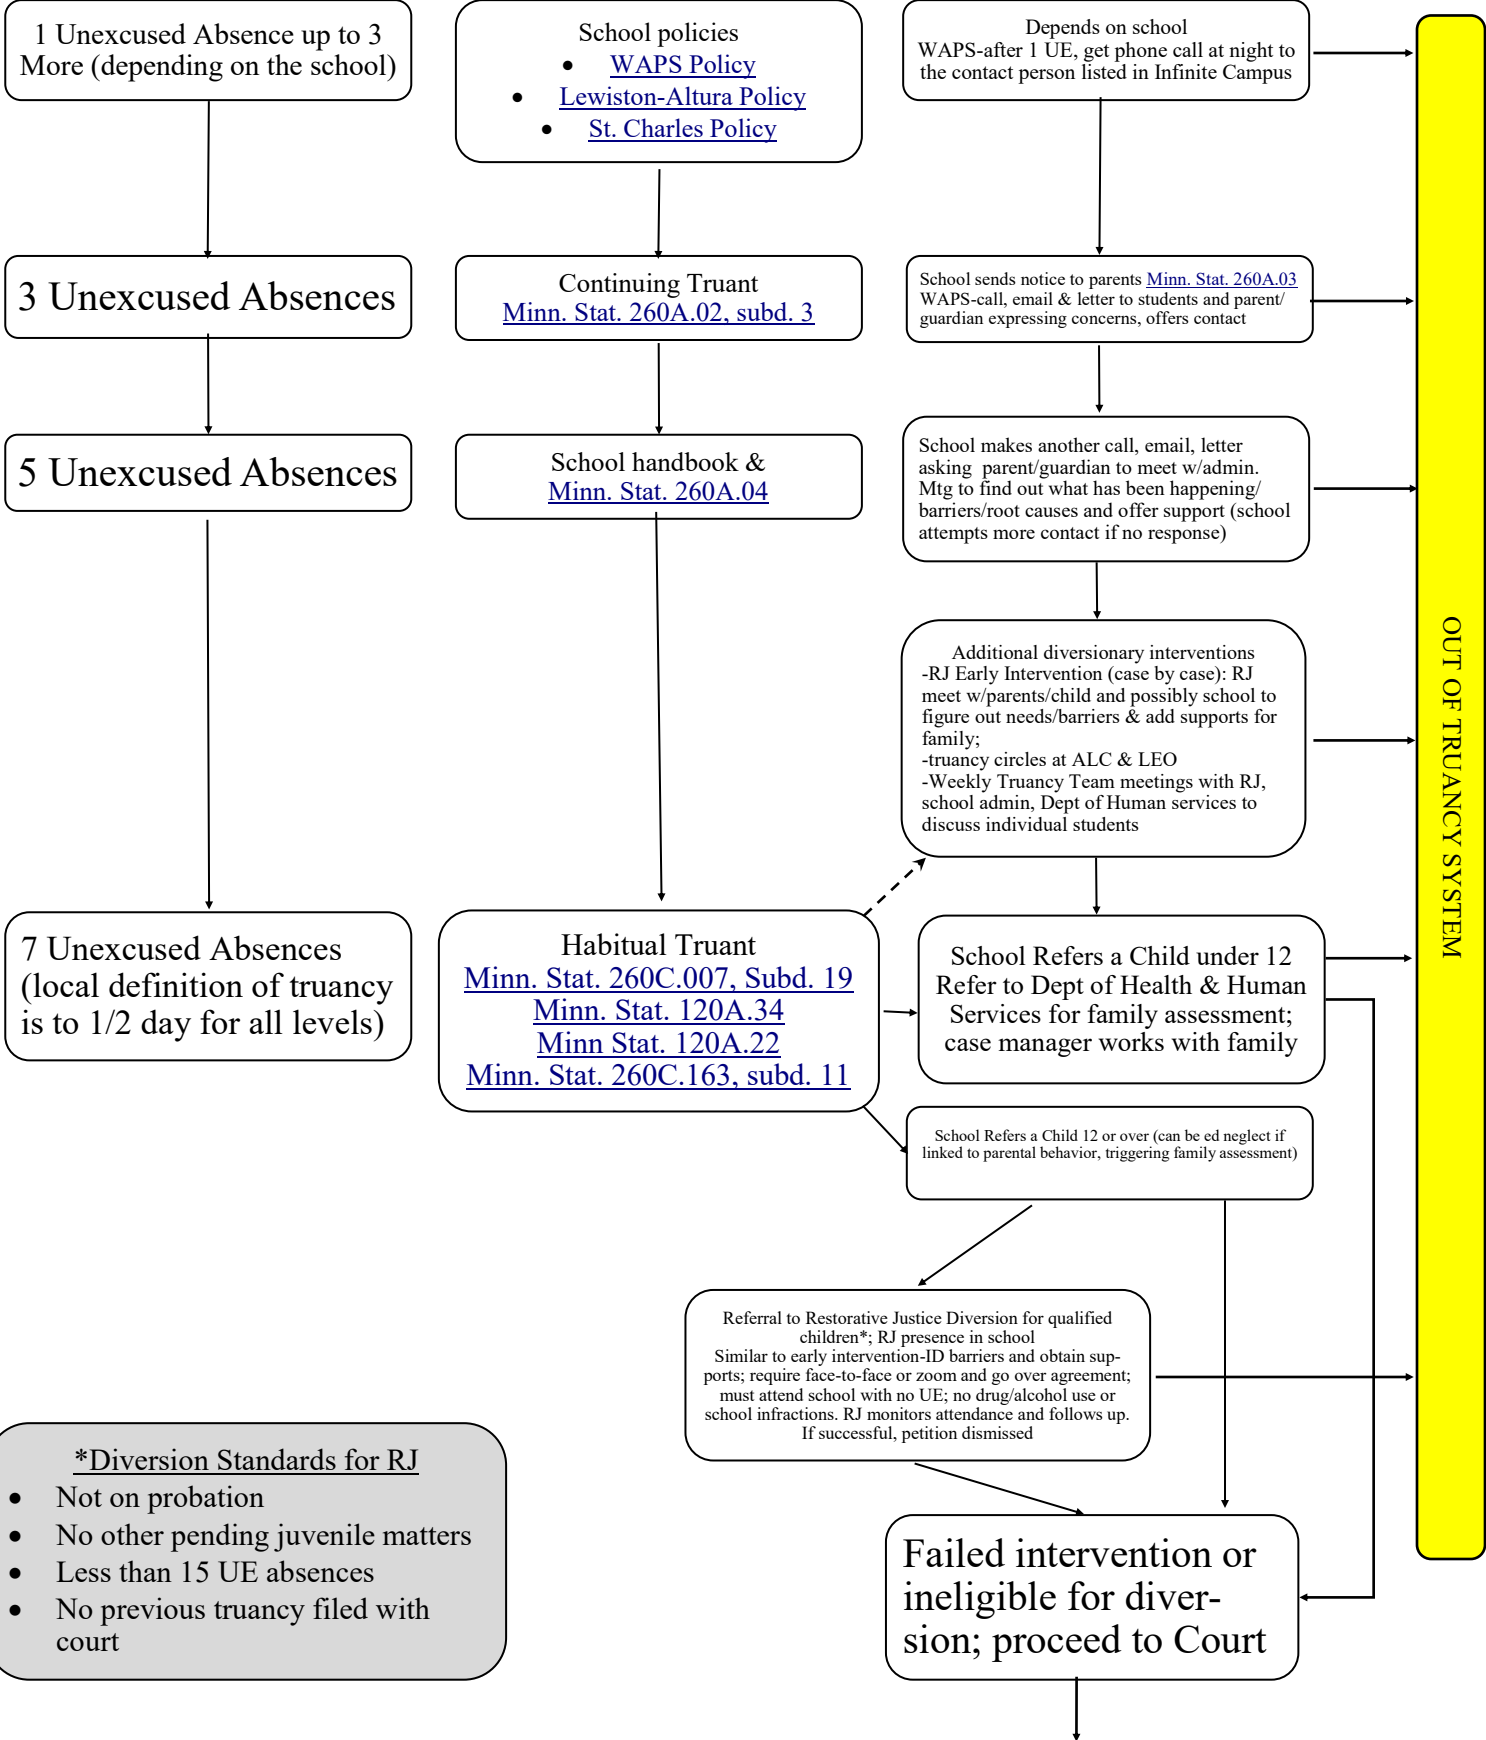 1 Unexcused Absence up to 3
More (depending on the school)
School policies
• WAPS Policy
• Lewiston-Altura Policy
• St. Charles Policy
Depends on school
WAPS-after 1 UE, get phone call at night to
the contact person listed in Infinite Campus
3 Unexcused Absences
Continuing Truant
Minn. Stat. 260A.02, subd. 3
School sends notice to parents Minn. Stat. 260A.03
WAPS-call, email & letter to students and parent/
guardian expressing concerns, offers contact
5 Unexcused Absences
School handbook &
Minn. Stat. 260A.04
School makes another call, email, letter
asking parent/guardian to meet w/admin.
Mtg to find out what has been happening/
barriers/root causes and offer support (school
attempts more contact if no response)
Additional diversionary interventions
-RJ Early Intervention (case by case): RJ
meet w/parents/child and possibly school to
figure out needs/barriers & add supports for
family;
-truancy circles at ALC & LEO
-Weekly Truancy Team meetings with RJ,
school admin, Dept of Human services to
discuss individual students
OUT OF TRUANCY SYSTEM
7 Unexcused Absences
(local definition of truancy
is to 1/2 day for all levels)
Habitual Truant
Minn. Stat. 260C.007, Subd. 19
Minn. Stat. 120A.34
Minn Stat. 120A.22
Minn. Stat. 260C.163, subd. 11
School Refers a Child under 12
Refer to Dept of Health & Human
Services for family assessment;
case manager works with family
School Refers a Child 12 or over (can be ed neglect if
linked to parental behavior, triggering family assessment)
Referral to Restorative Justice Diversion for qualified
children*; RJ presence in school
Similar to early intervention-ID barriers and obtain sup-
ports; require face-to-face or zoom and go over agreement;
must attend school with no UE; no drug/alcohol use or
school infractions. RJ monitors attendance and follows up.
If successful, petition dismissed
*Diversion Standards for RJ
• Not on probation
• No other pending juvenile matters
• Less than 15 UE absences
• No previous truancy filed with
court
Failed intervention or
ineligible for diver-
sion; proceed to Court